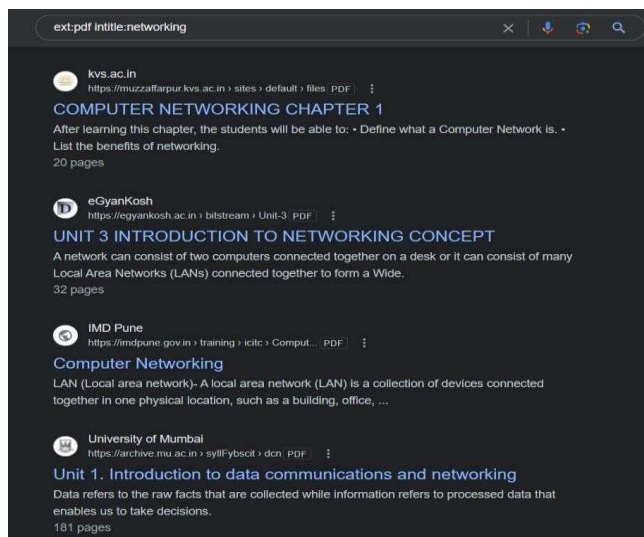 ext:pdf intitle:networking
kvs.ac.in
https://muzzaffarpur.kvs.ac.in › sites › default › files PDF
COMPUTER NETWORKING CHAPTER 1
After learning this chapter, the students will be able to: • Define what a Computer Network is. •
List the benefits of networking.
20 pages
eGyanKosh
https://egyankosh.ac.in › bitstream › Unit-3 PDF
UNIT 3 INTRODUCTION TO NETWORKING CONCEPT
A network can consist of two computers connected together on a desk or it can consist of many
Local Area Networks (LANs) connected together to form a Wide.
32 pages
IMD Pune
https://imdpune.gov.in › training › icitc › Comput... PDF
Computer Networking
LAN (Local area network)- A local area network (LAN) is a collection of devices connected
together in one physical location, such as a building, office, ...
University of Mumbai
https://archive.mu.ac.in › syllFybscit › dcn PDF
Unit 1. Introduction to data communications and networking
Data refers to the raw facts that are collected while information refers to processed data that
enables us to take decisions.
181 pages